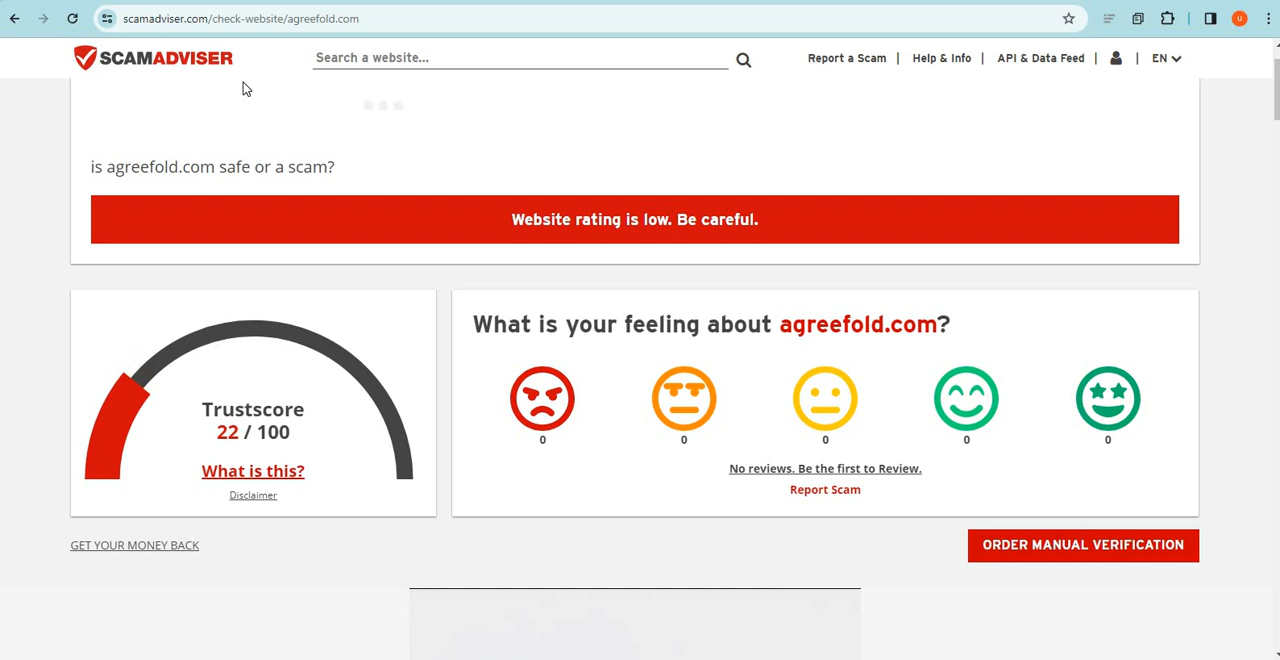 scamadviser.com/check-website/agreefold.com
u
SCAMADVISER
Search a website...
Report a Scam | Help & Info | API & Data Feed | | EN
is agreefold.com safe or a scam?
Website rating is low. Be careful.
Trustscore
22 / 100
What is this?
Disclaimer
What is your feeling about agreefold.com?
0 0 0 0 0
No reviews. Be the first to Review.
Report Scam
GET YOUR MONEY BACK
ORDER MANUAL VERIFICATION